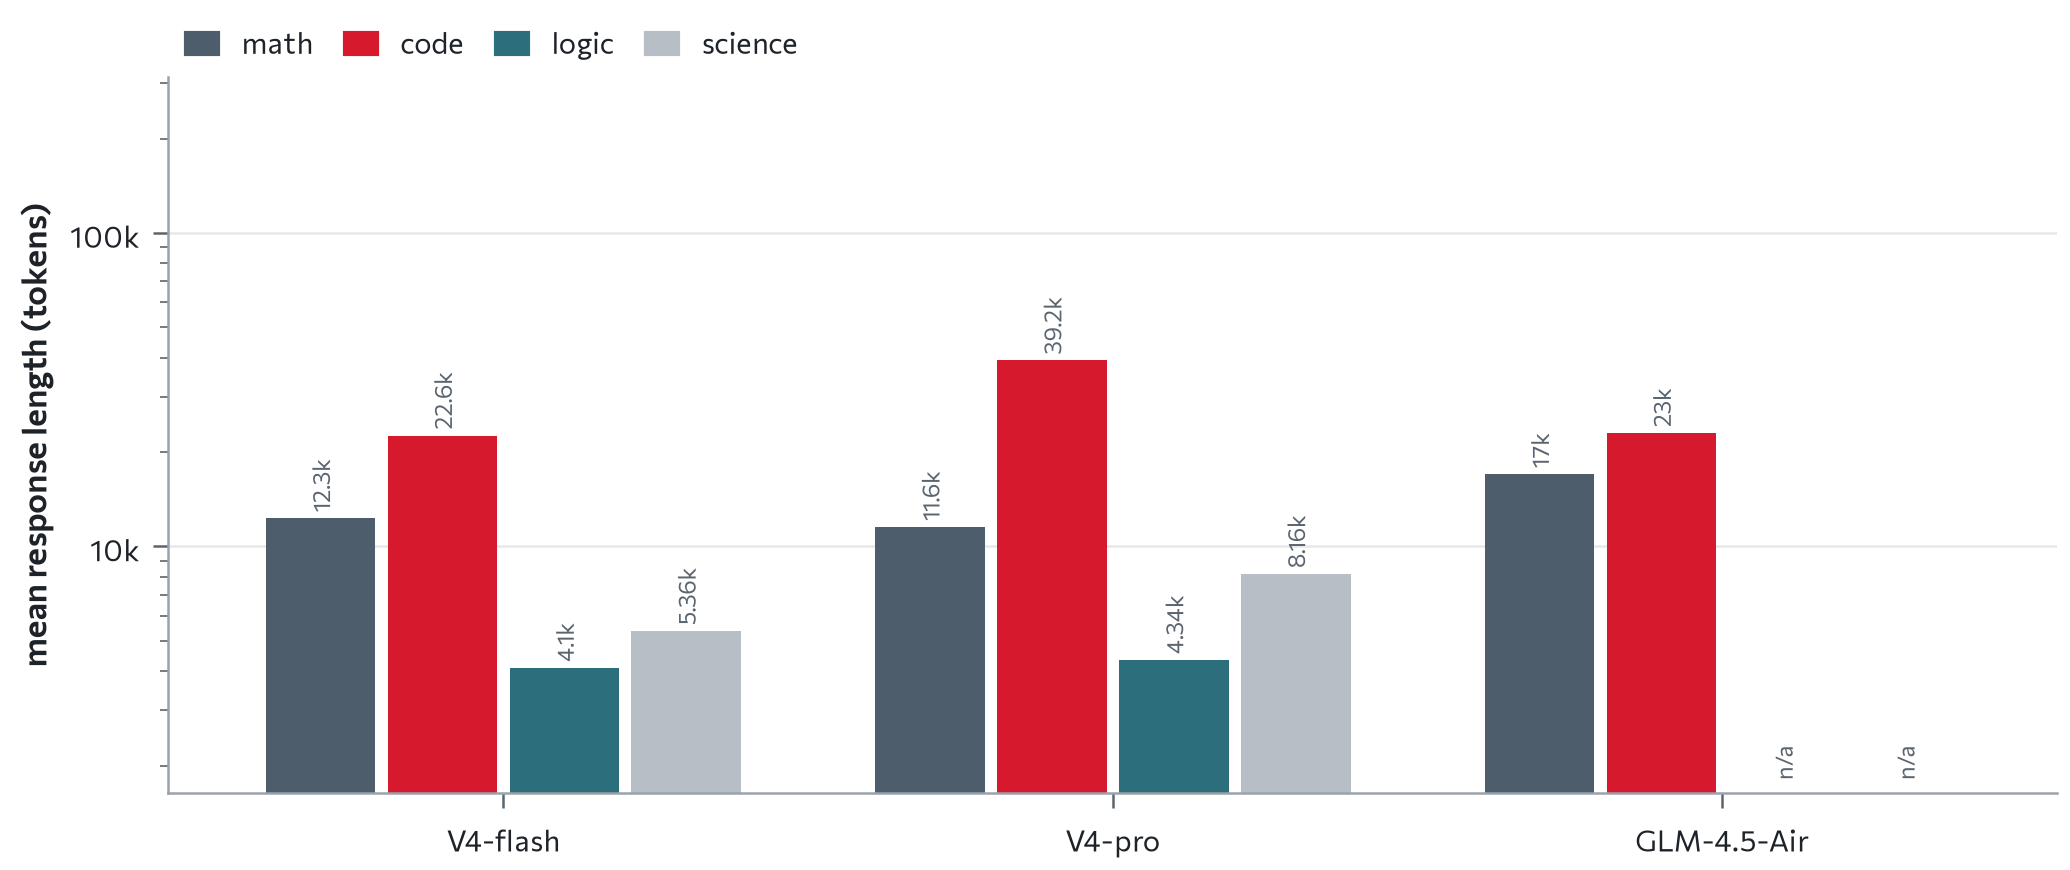 math code logic science
mean response length (tokens)
100k
10k
12.3k
22.6k
4.1k
5.36k
11.6k
39.2k
4.34k
8.16k
17k
23k
n/a
n/a
V4-flash
V4-pro
GLM-4.5-Air